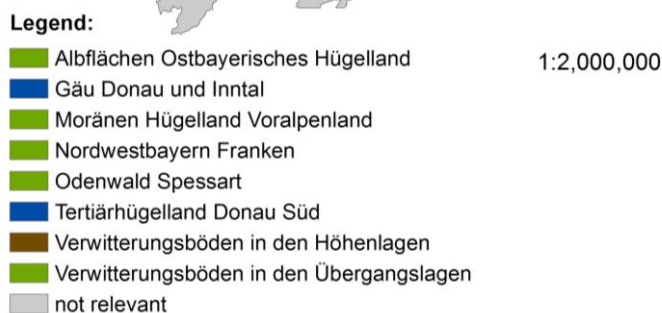 Legend:
Albflächen Ostbayerisches Hügelland 1:2,000,000
Gäu Donau und Inntal
Moränen Hügelland Voralpenland
Nordwestbayern Franken
Odenwald Spessart
Tertiärhügelland Donau Süd
Verwitterungsböden in den Höhenlagen
Verwitterungsböden in den Übergangslagen
not relevant